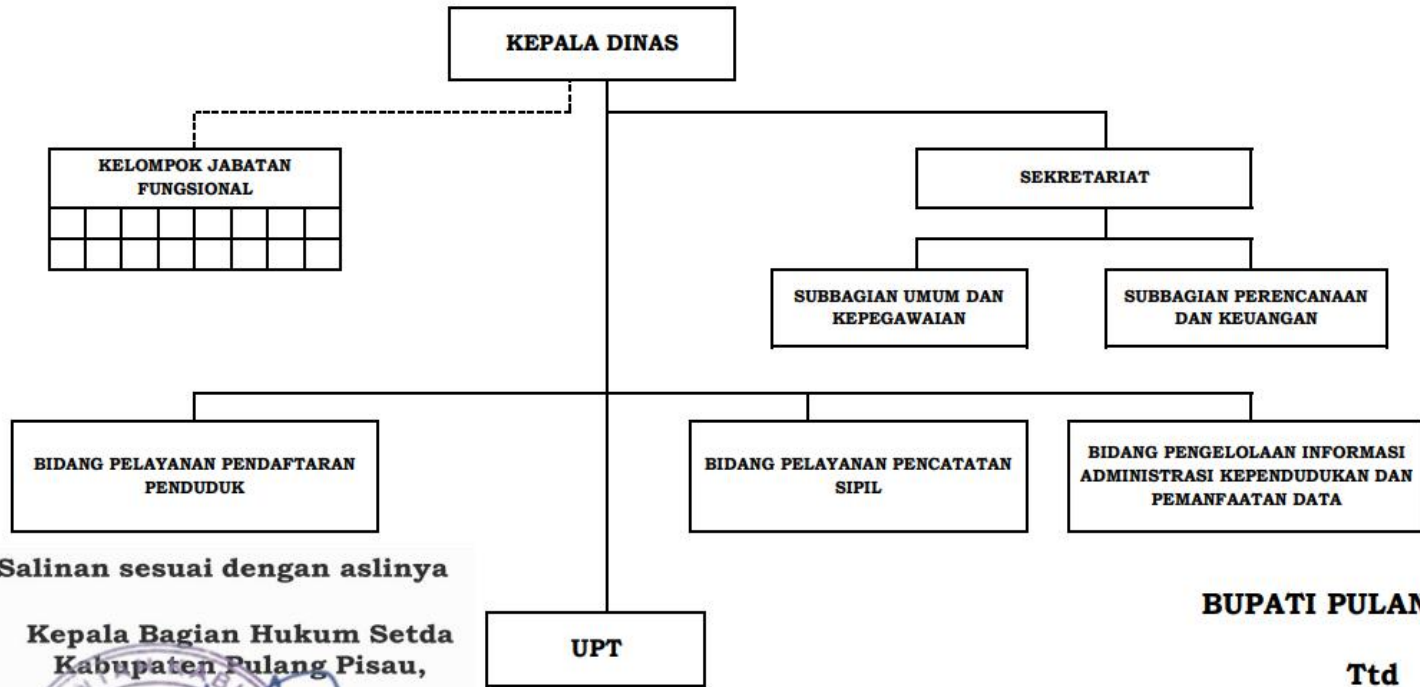 KEPALA DINAS
KELOMPOK JABATAN
FUNGSIONAL
SEKRETARIAT
SUBBAGIAN UMUM DAN
KEPEGAWAIAN
SUBBAGIAN PERENCANAAN
DAN KEUANGAN
BIDANG PELAYANAN PENDAFTARAN
PENDUDUK
BIDANG PELAYANAN PENCATATAN
SIPIL
BIDANG PENGELOLAAN INFORMASI
ADMINISTRASI KEPENDUDUKAN DAN
PEMANFAATAN DATA
Salinan sesuai dengan aslinya
Kepala Bagian Hukum Setda
Kabupaten Pulang Pisau,
UPT
BUPATI PULAN
Ttd